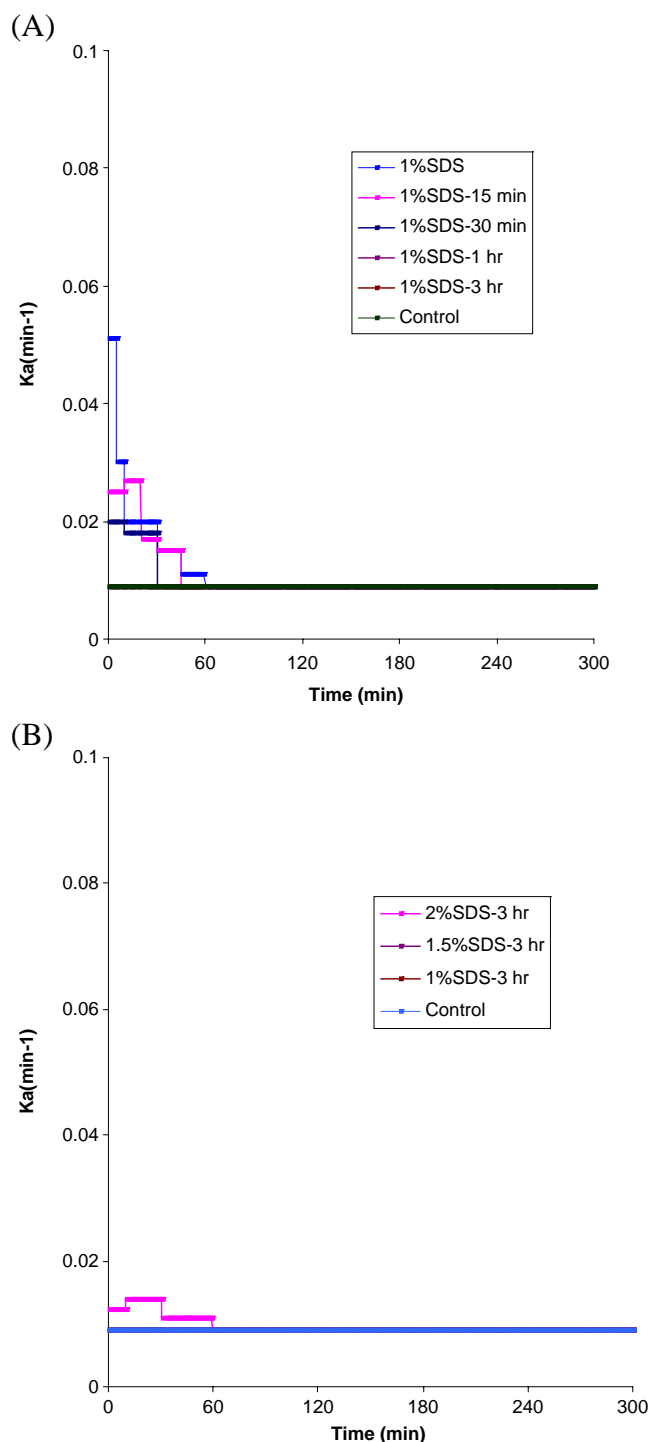 (A)
0.1
0.08
0.06
0.04
0.02
0
Ka(min-1)
1%SDS
1%SDS-15 min
1%SDS-30 min
1%SDS-1 hr
1%SDS-3 hr
Control
0 60 120 180 240 300
Time (min)
(B)
0.1
0.08
0.06
0.04
0.02
0
Ka(min-1)
2%SDS-3 hr
1.5%SDS-3 hr
1%SDS-3 hr
Control
0 60 120 180 240 300
Time (min)